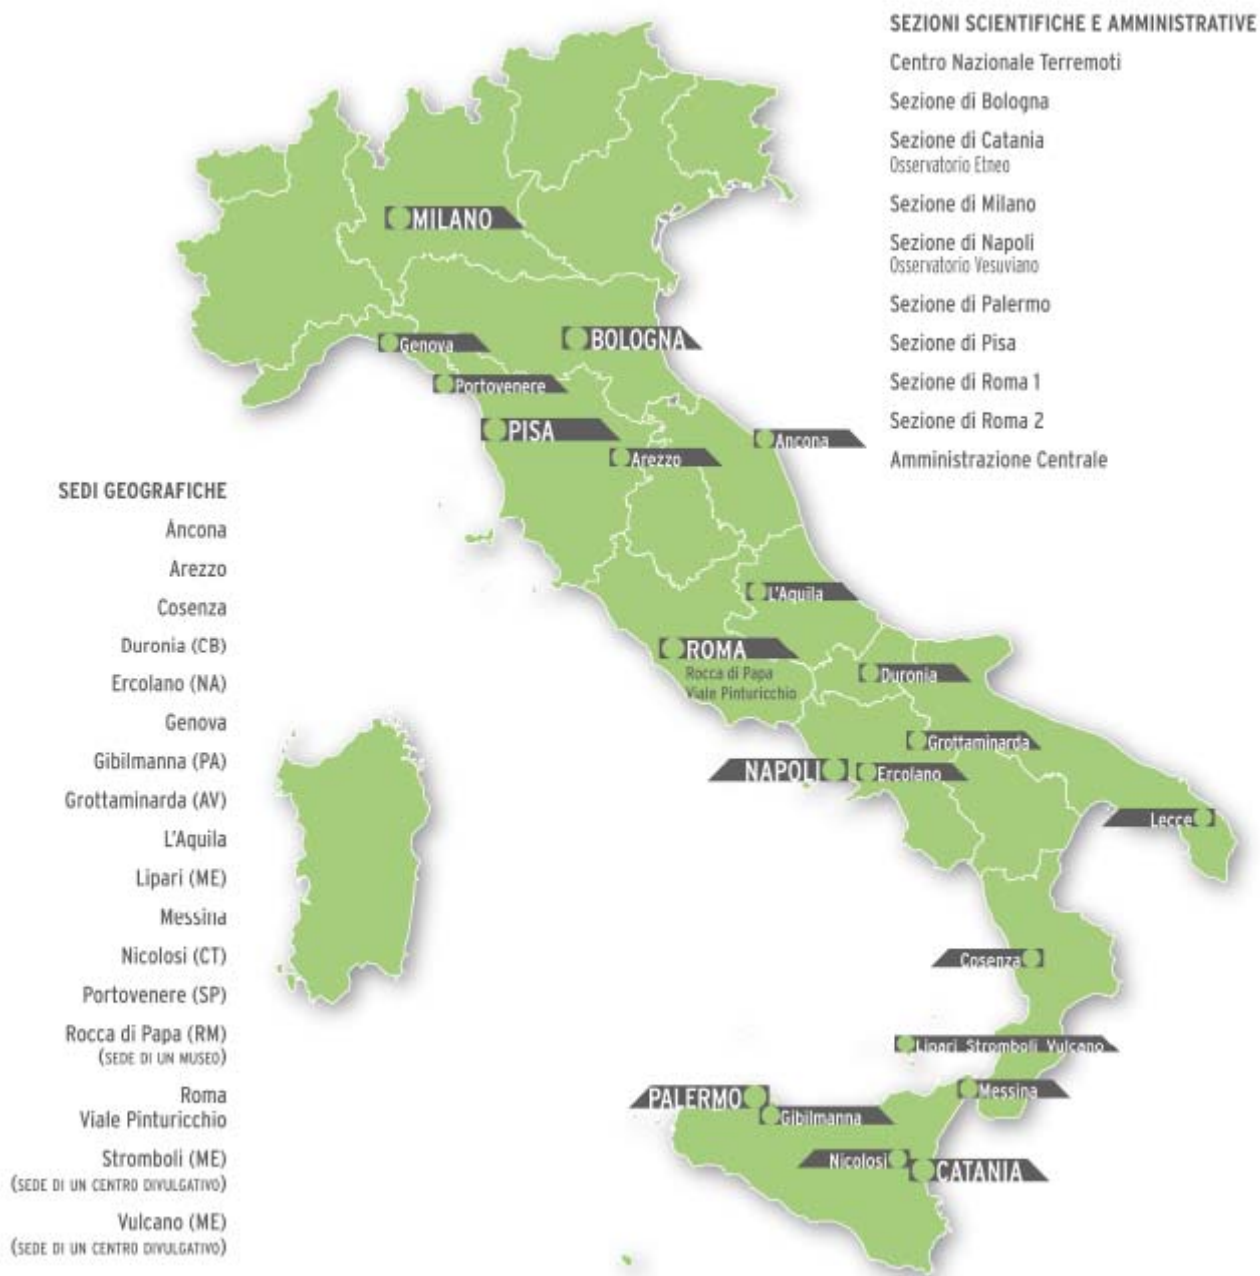 SEZIONI SCIENTIFICHE E AMMINISTRATIVE
Centro Nazionale Terremoti
Sezione di Bologna
Sezione di Catania
Osservatorio Etneo
Sezione di Milano
Sezione di Napoli
Osservatorio Vesuviano
Sezione di Palermo
Sezione di Pisa
Sezione di Roma 1
Sezione di Roma 2
Amministrazione Centrale
MILANO
BOLOGNA
Genova
Portovenere
PISA
Ancona
Arezzo
L'Aquila
ROMA
Rocca di Papa
Viale Pinturicchio
Duronia
Grottaminarda
NAPOLI
Ercolano
Lecce
Cosenza
Lipari Stromboli Vulcano
Messina
PALERMO
Gibilmanna
Nicolosi
CATANIA
SEDI GEOGRAFICHE
Ancona
Arezzo
Cosenza
Duronia (CB)
Ercolano (NA)
Genova
Gibilmanna (PA)
Grottaminarda (AV)
L'Aquila
Lipari (ME)
Messina
Nicolosi (CT)
Portovenere (SP)
Rocca di Papa (RM)
(SEDE DI UN MUSEO)
Roma
Viale Pinturicchio
Stromboli (ME)
(SEDE DI UN CENTRO DIVULGATIVO)
Vulcano (ME)
(SEDE DI UN CENTRO DIVULGATIVO)